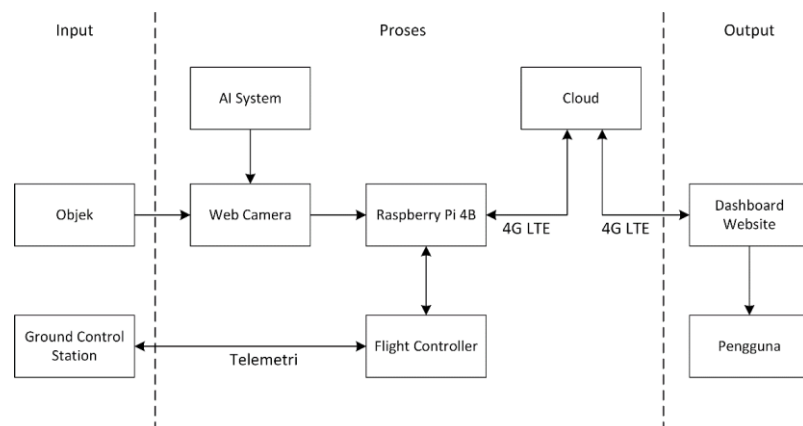 Input
Proses
Output
AI System
Cloud
Objek
Web Camera
Raspberry Pi 4B
4G LTE
4G LTE
Dashboard
Website
Ground Control
Station
Telemetri
Flight Controller
Pengguna